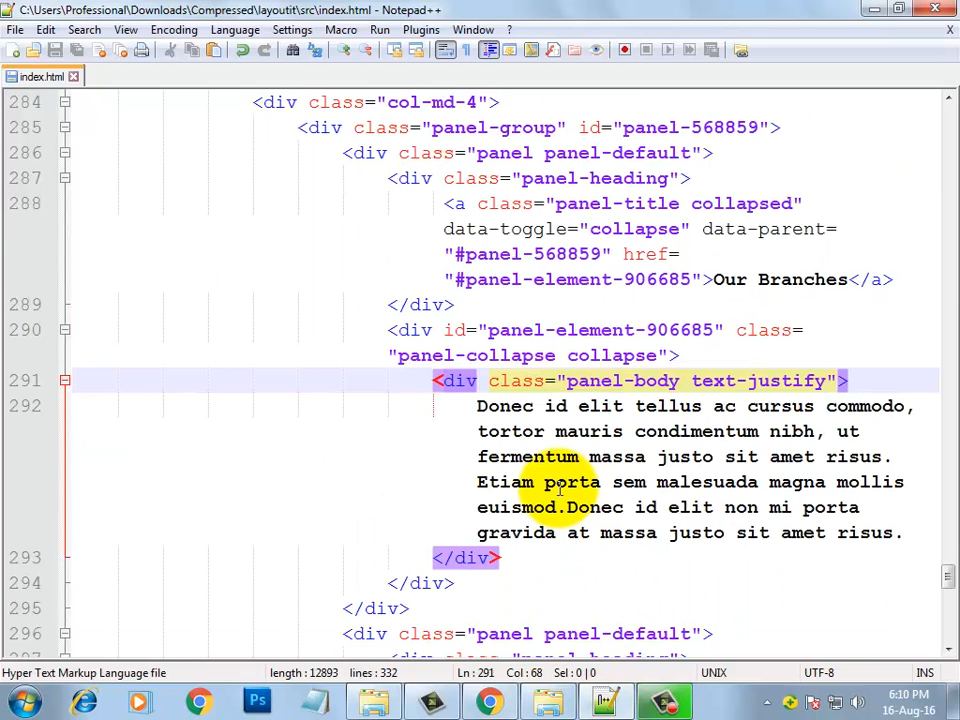 C:\Users\Professional\Downloads\Compressed\layoutit\src\index.html - Notepad++
File Edit Search View Encoding Language Settings Macro Run Plugins Window ? X
index.html
284 <div class="col-md-4">
285 <div class="panel-group" id="panel-568859">
286 <div class="panel panel-default">
287 <div class="panel-heading">
288 <a class="panel-title collapsed"
data-toggle="collapse" data-parent=
"#panel-568859" href=
"#panel-element-906685">Our Branches</a>
289 </div>
290 <div id="panel-element-906685" class=
"panel-collapse collapse">
291 <div class="panel-body text-justify">
292 Donec id elit tellus ac cursus commodo,
tortor mauris condimentum nibh, ut
fermentum massa justo sit amet risus.
Etiam porta sem malesuada magna mollis
euismod.Donec id elit non mi porta
gravida at massa justo sit amet risus.
293 </div>
294 </div>
295 </div>
296 <div class="panel panel-default">
297 <div class="panel-heading">
Hyper Text Markup Language file length : 12893 lines : 332 Ln : 291 Col : 68 Sel : 0 | 0 UNIX UTF-8 INS
Ps
6:10 PM
16-Aug-16